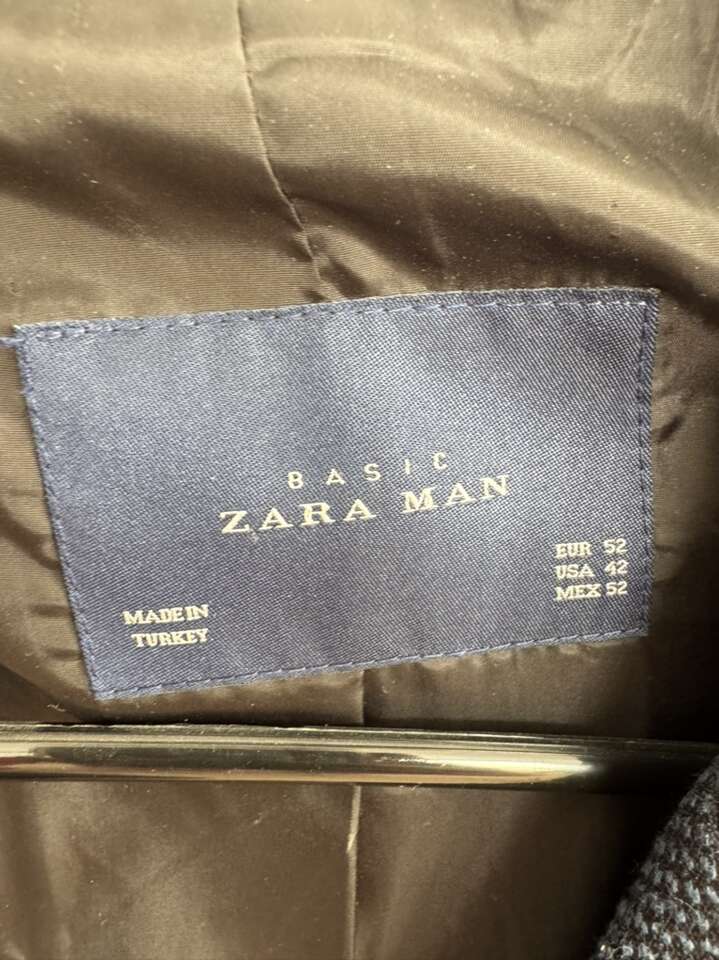 BASIC
ZARA MAN
EUR 52
USA 42
MEX 52
MADE IN
TURKEY